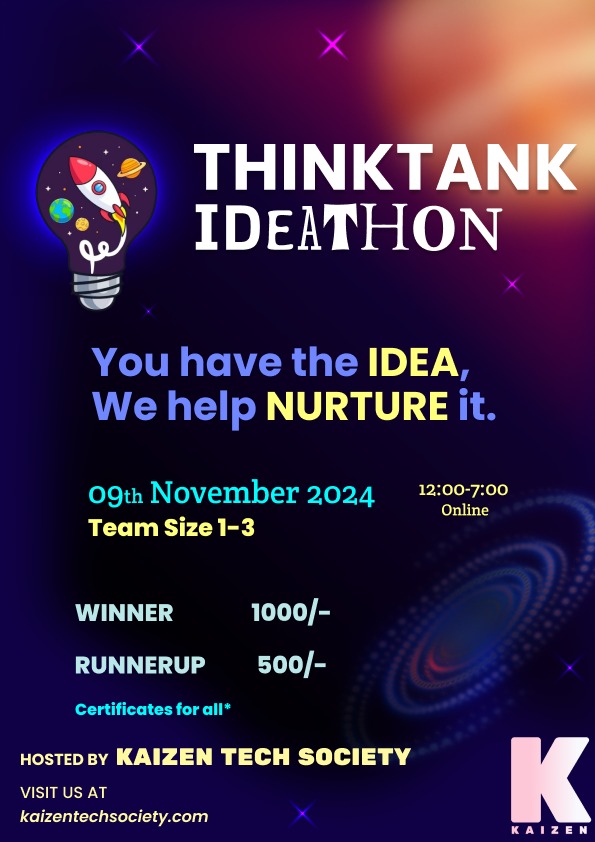 THINKTANK
IDEATHON
You have the IDEA,
We help NURTURE it.
09th November 2024
12:00-7:00
Online
Team Size 1-3
WINNER 1000/-
RUNNERUP 500/-
Certificates for all*
HOSTED BY KAIZEN TECH SOCIETY
VISIT US AT
kaizentechsociety.com
K
KAIZEN